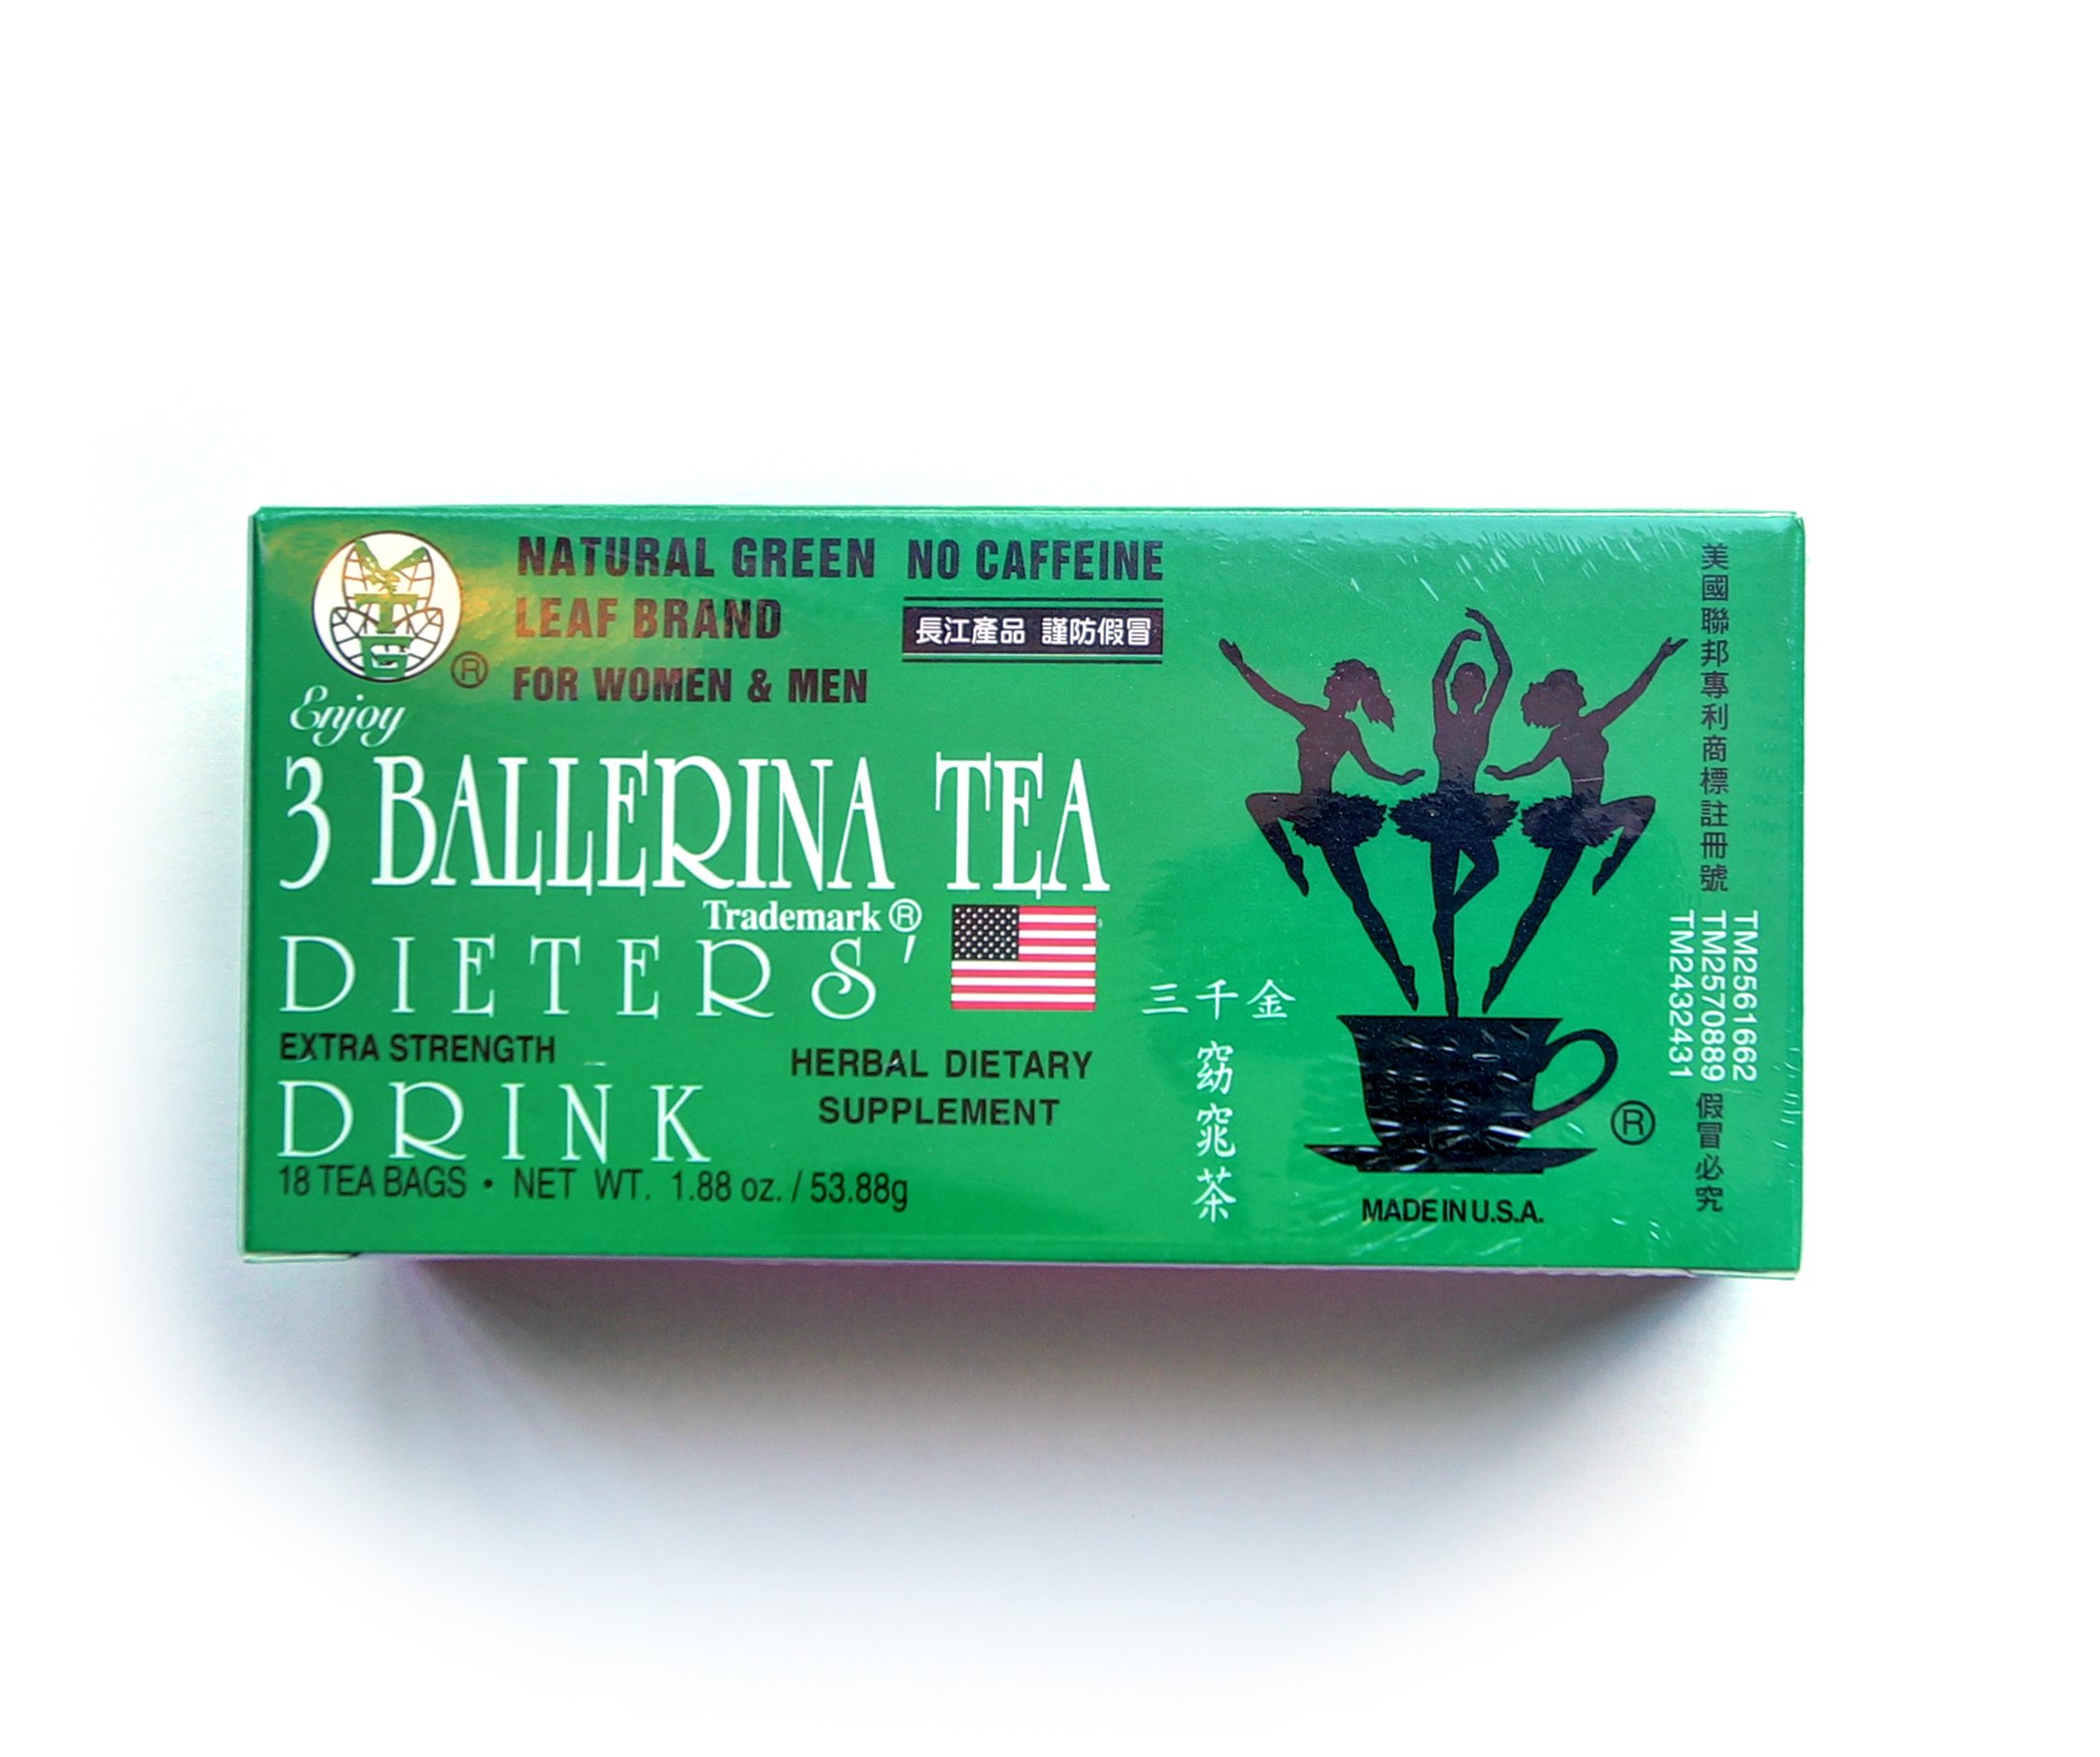 NATURAL GREEN NO CAFFEINE
LEAF BRAND
長江產品 謹防假冒
®
FOR WOMEN & MEN
Enjoy
3 BALLERINA TEA
Trademark ®
DIETERS'
EXTRA STRENGTH
HERBAL DIETARY
SUPPLEMENT
DRINK
18 TEA BAGS • NET WT. 1.88 oz. / 53.88g
三千金
窈窕茶
®
MADE IN U.S.A.
美國聯邦專利商標註冊號
TM2561662
TM2570889
TM2432431
假冒必究